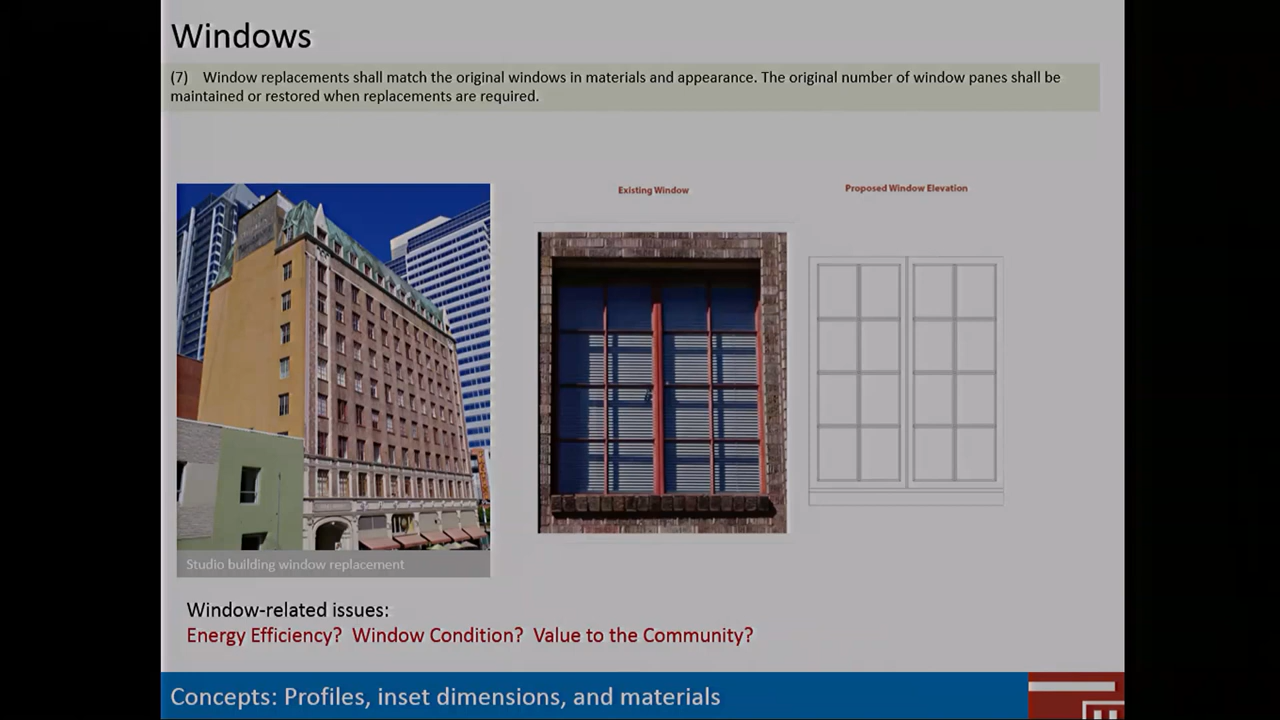 Windows
(7) Window replacements shall match the original windows in materials and appearance. The original number of window panes shall be
maintained or restored when replacements are required.
Existing Window
Proposed Window Elevation
Studio building window replacement
Window-related issues:
Energy Efficiency? Window Condition? Value to the Community?
Concepts: Profiles, inset dimensions, and materials